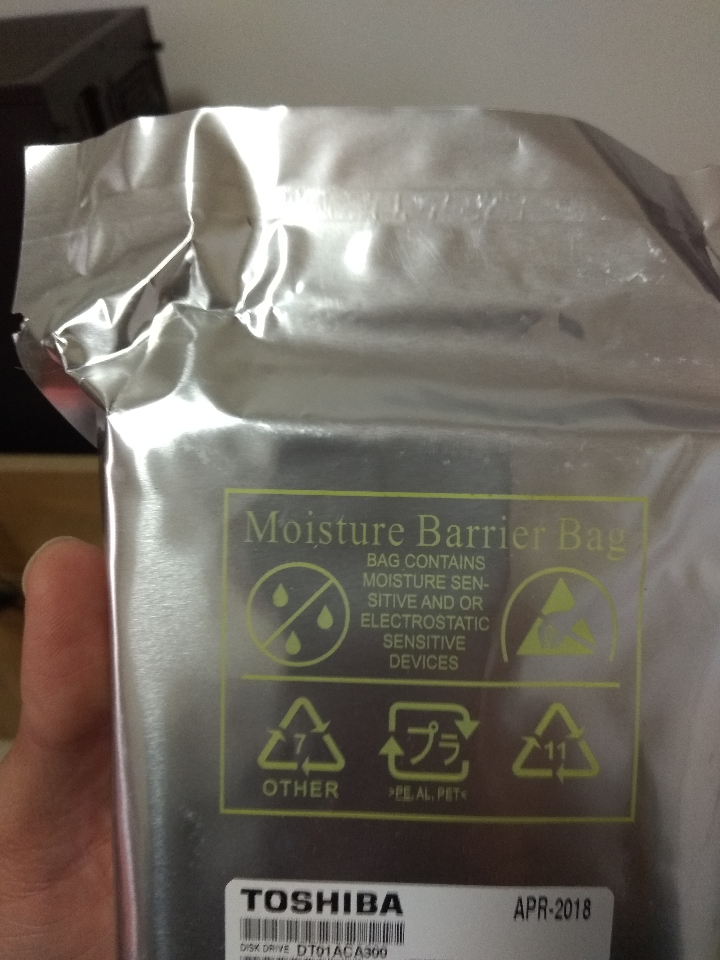 Moisture Barrier Bag
BAG CONTAINS
MOISTURE SEN-
SITIVE AND OR
ELECTROSTATIC
SENSITIVE
DEVICES
7
プラ
11
OTHER
>PE, AL, PET<
TOSHIBA
APR-2018
DISK DRIVE DT01ACA300